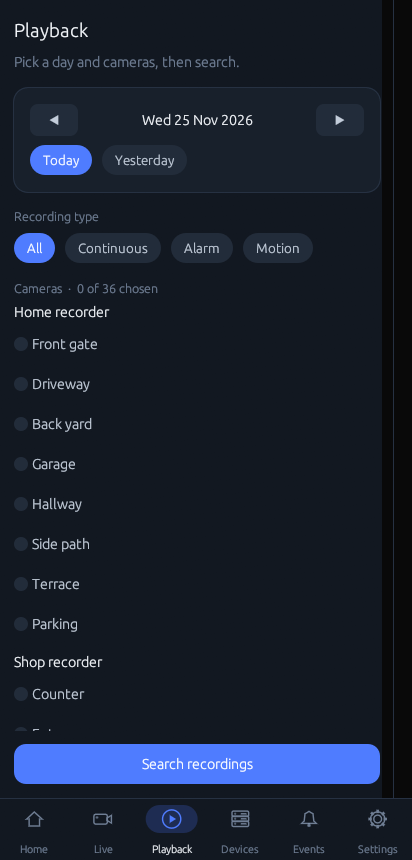 Playback
Pick a day and cameras, then search.
Wed 25 Nov 2026
Today Yesterday
Recording type
All Continuous Alarm Motion
Cameras · 0 of 36 chosen
Home recorder
Front gate
Driveway
Back yard
Garage
Hallway
Side path
Terrace
Parking
Shop recorder
Counter
Search recordings
Home Live Playback Devices Events Settings